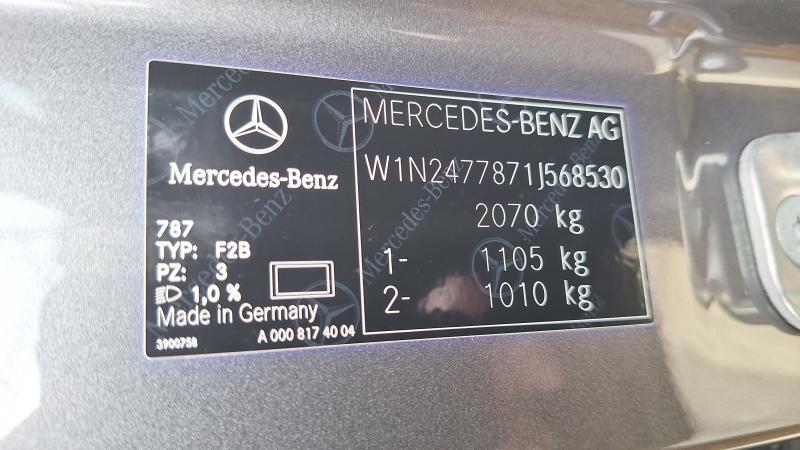 Mercedes-Benz
787
TYP: F2B
PZ: 3
1,0 %
Made in Germany
3900758
A 000 817 40 04
MERCEDES-BENZ AG
W1N2477871J568530
2070 kg
1- 1105 kg
2- 1010 kg